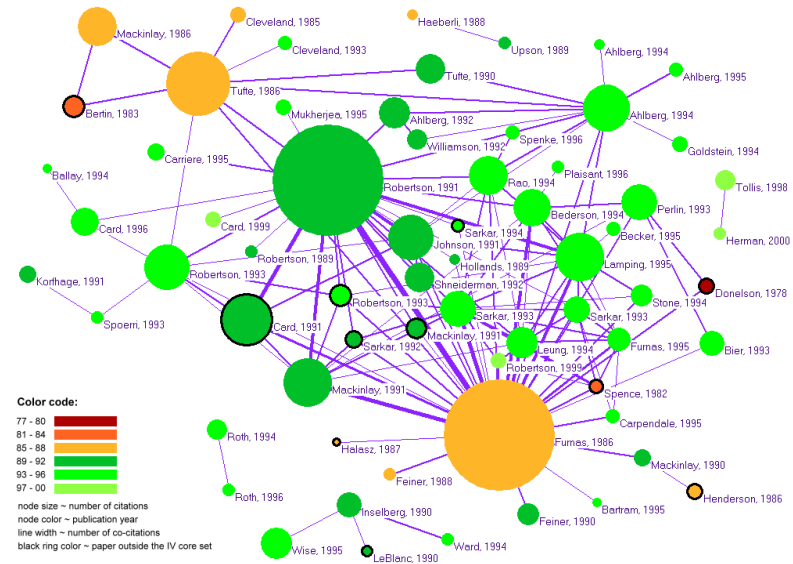 Cleveland, 1985
Haeberli, 1988
Mackinlay, 1986
Cleveland, 1993
Upson, 1989
Ahlberg, 1994
Tufte, 1990
Ahlberg, 1995
Tufte, 1986
Bertin, 1983
Mukherjea, 1995
Ahlberg, 1992
Ahlberg, 1994
Spenke, 1996
Williamson, 1992
Goldstein, 1994
Carriere, 1995
Ballay, 1994
Robertson, 1991
Rao, 1994
Plaisant, 1996
Tollis, 1998
Card, 1996
Card, 1999
Sarkar, 1994
Bederson, 1994
Perlin, 1993
Becker, 1995
Herman, 2000
Johnson, 1991
Robertson, 1989
Hollands, 1989
Lamping, 1995
Korfhage, 1991
Robertson, 1993
Shneiderman, 1992
Donelson, 1978
Robertson, 1993
Stone, 1994
Spoerri, 1993
Sarkar, 1993
Sarkar, 1993
Card, 1991
Mackinlay, 1991
Sarkar, 1992
Leung, 1994
Furnas, 1995
Bier, 1993
Robertson, 1999
Mackinlay, 1991
Spence, 1982
Color code:
77 - 80
81 - 84
85 - 88
89 - 92
93 - 96
97 - 00
node size ~ number of citations
node color ~ publication year
line width ~ number of co-citations
black ring color ~ paper outside the IV core set
Carpendale, 1995
Roth, 1994
Furnas, 1986
Halasz, 1987
Mackinlay, 1990
Feiner, 1988
Roth, 1996
Henderson, 1986
Bartram, 1995
Inselberg, 1990
Feiner, 1990
Ward, 1994
Wise, 1995
LeBlanc, 1990